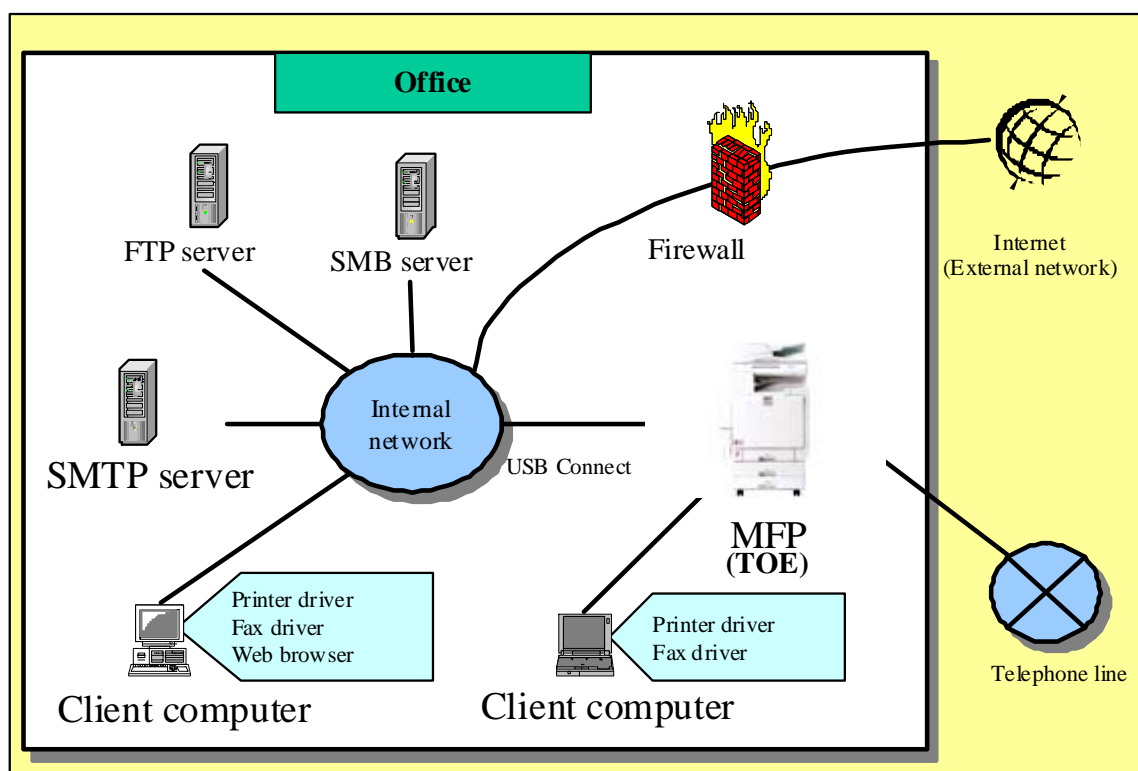 Office
FTP server
SMB server
Firewall
Internet
(External network)
SMTP server
Internal
network
USB Connect
MFP
(TOE)
Printer driver
Fax driver
Web browser
Client computer
Printer driver
Fax driver
Client computer
Telephone line